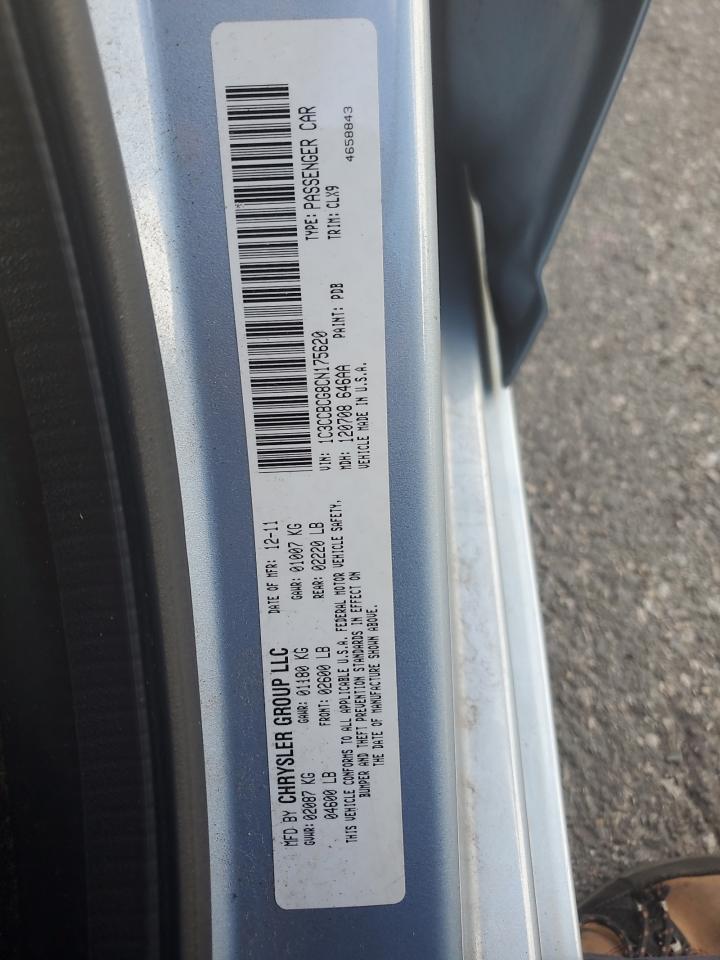 MFD BY CHRYSLER GROUP LLC DATE OF MFR: 12-11
GVWR: 02087 KG GAWR: 01180 KG GAWR: 01007 KG
04600 LB FRONT: 02600 LB REAR: 02220 LB
THIS VEHICLE CONFORMS TO ALL APPLICABLE U.S.A. FEDERAL MOTOR VEHICLE SAFETY,
BUMPER AND THEFT PREVENTION STANDARDS IN EFFECT ON
THE DATE OF MANUFACTURE SHOWN ABOVE.
VIN: 1C3CCBCG8CN175620 TYPE: PASSENGER CAR
MDH: 120708 646AA PAINT: PDB TRIM: CLX9
VEHICLE MADE IN U.S.A. 4658843